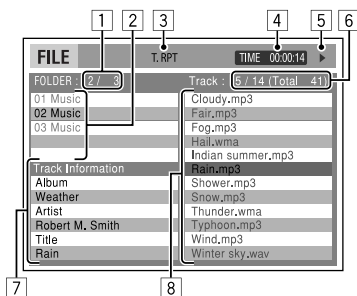 1 2 3 4 5 6
FILE T. RPT TIME 00:00:14
FOLDER : 2 / 3 Track : 5 / 14 (Total 41)
01 Music
02 Music
03 Music
Cloudy.mp3
Fair.mp3
Fog.mp3
Hail.wma
Indian summer.mp3
Rain.mp3
Shower.mp3
Snow.mp3
Thunder.wma
Typhoon.mp3
Wind.mp3
Winter sky.wav
Track Information
Album
Weather
Artist
Robert M. Smith
Title
Rain
7 8